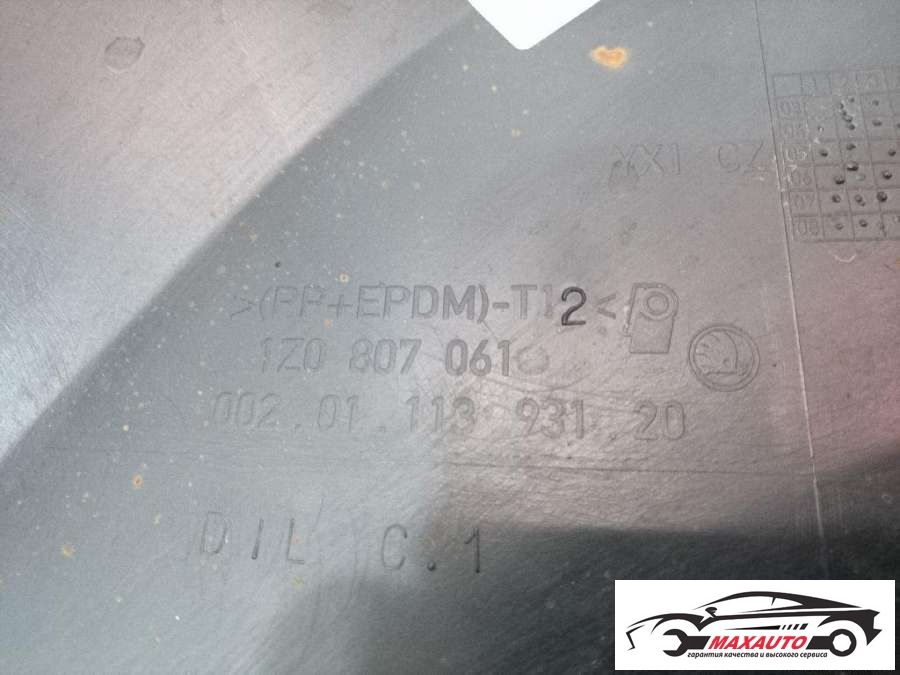 CZ
>(PP+EPDM)-T12<
1Z0 807 061
002.01.113 931.20
DIL C.1
MAXAUTO
гарантия качества и высокого сервиса